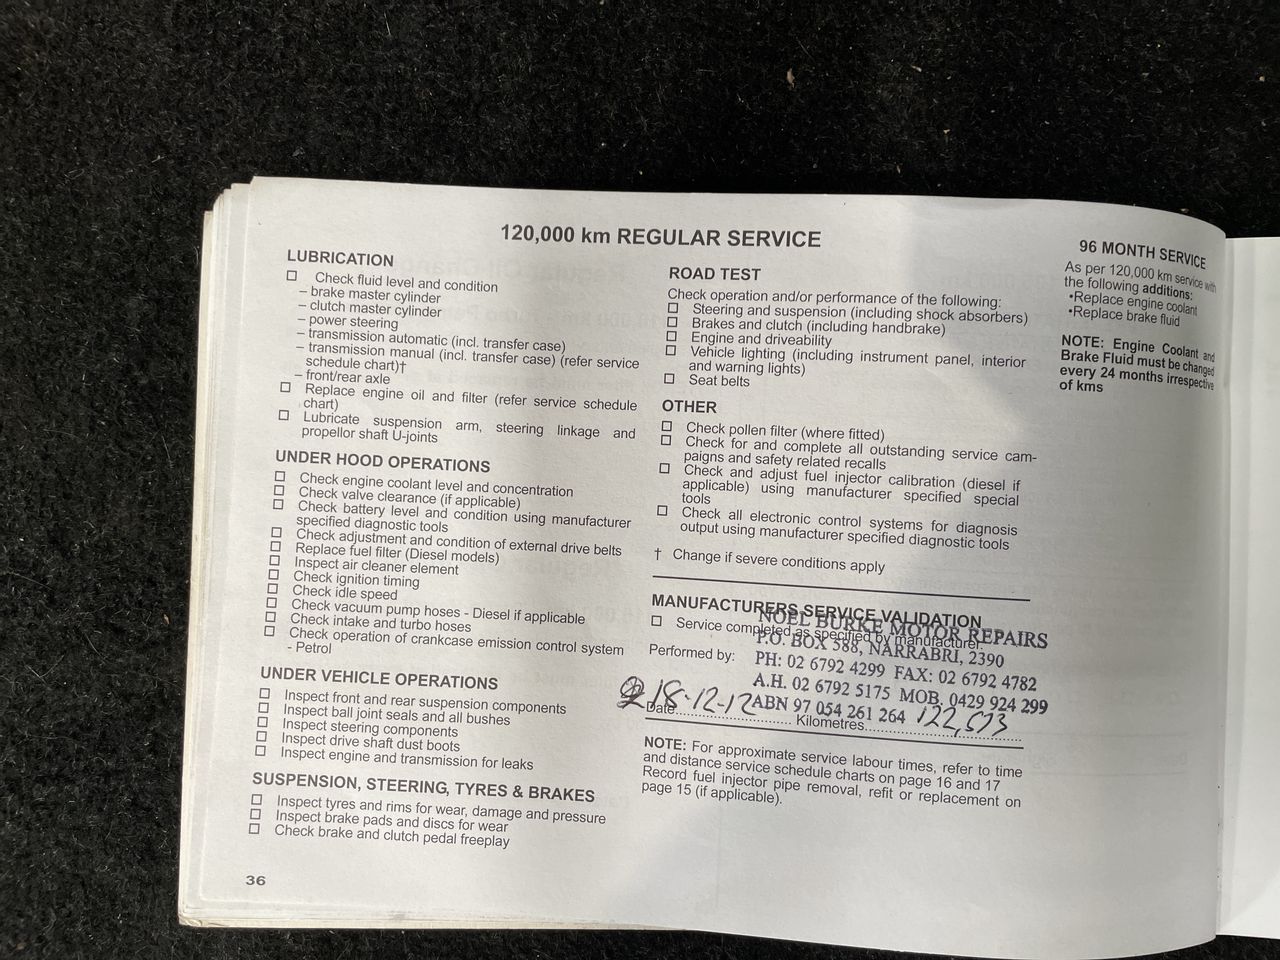 120,000 km REGULAR SERVICE
LUBRICATION
Check fluid level and condition
– brake master cylinder
– clutch master cylinder
– power steering
– transmission automatic (incl. transfer case)
– transmission manual (incl. transfer case) (refer service
schedule chart)†
– front/rear axle
Replace engine oil and filter (refer service schedule
chart)
Lubricate suspension arm, steering linkage and
propellor shaft U-joints
UNDER HOOD OPERATIONS
Check engine coolant level and concentration
Check valve clearance (if applicable)
Check battery level and condition using manufacturer
specified diagnostic tools
Check adjustment and condition of external drive belts
Replace fuel filter (Diesel models)
Inspect air cleaner element
Check ignition timing
Check idle speed
Check vacuum pump hoses - Diesel if applicable
Check intake and turbo hoses
Check operation of crankcase emission control system
- Petrol
UNDER VEHICLE OPERATIONS
Inspect front and rear suspension components
Inspect ball joint seals and all bushes
Inspect steering components
Inspect drive shaft dust boots
Inspect engine and transmission for leaks
SUSPENSION, STEERING, TYRES & BRAKES
Inspect tyres and rims for wear, damage and pressure
Inspect brake pads and discs for wear
Check brake and clutch pedal freeplay
36
ROAD TEST
Check operation and/or performance of the following:
Steering and suspension (including shock absorbers)
Brakes and clutch (including handbrake)
Engine and driveability
Vehicle lighting (including instrument panel, interior
and warning lights)
Seat belts
OTHER
Check pollen filter (where fitted)
Check for and complete all outstanding service cam-
paigns and safety related recalls
Check and adjust fuel injector calibration (diesel if
applicable) using manufacturer specified special
tools
Check all electronic control systems for diagnosis
output using manufacturer specified diagnostic tools
† Change if severe conditions apply
MANUFACTURERS SERVICE VALIDATION
Service completed as specified by manufacturer.
Performed by:
NOEL BURKE MOTOR REPAIRS
P.O. BOX 588, NARRABRI, 2390
PH: 02 6792 4299 FAX: 02 6792 4782
A.H. 02 6792 5175 MOB. 0429 924 299
ABN 97 054 261 264
Date 18-12-12 Kilometres 122,573
NOTE: For approximate service labour times, refer to time
and distance service schedule charts on page 16 and 17
Record fuel injector pipe removal, refit or replacement on
page 15 (if applicable).
96 MONTH SERVICE
As per 120,000 km service with
the following additions:
•Replace engine coolant
•Replace brake fluid
NOTE: Engine Coolant and
Brake Fluid must be changed
every 24 months irrespective
of kms